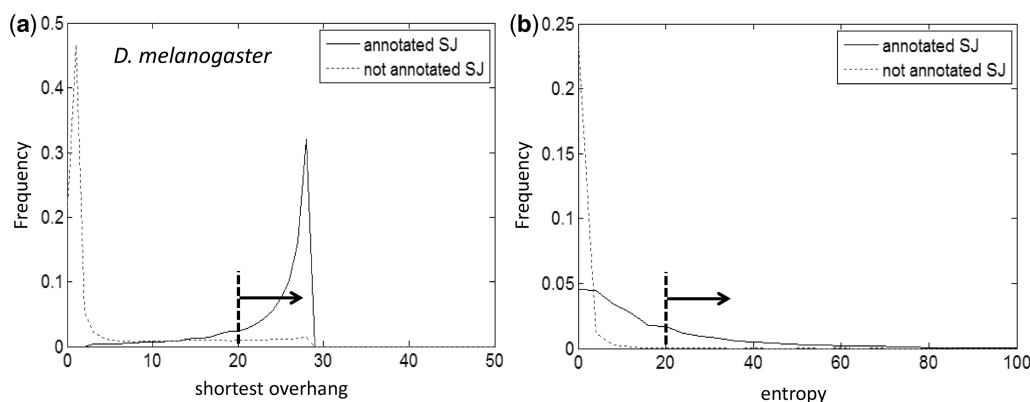 (a)
D. melanogaster
annotated SJ
not annotated SJ
Frequency
0.5
0.4
0.3
0.2
0.1
0
0
10
20
30
40
50
shortest overhang
(b)
annotated SJ
not annotated SJ
Frequency
0.25
0.2
0.15
0.1
0.05
0
0
20
40
60
80
100
entropy